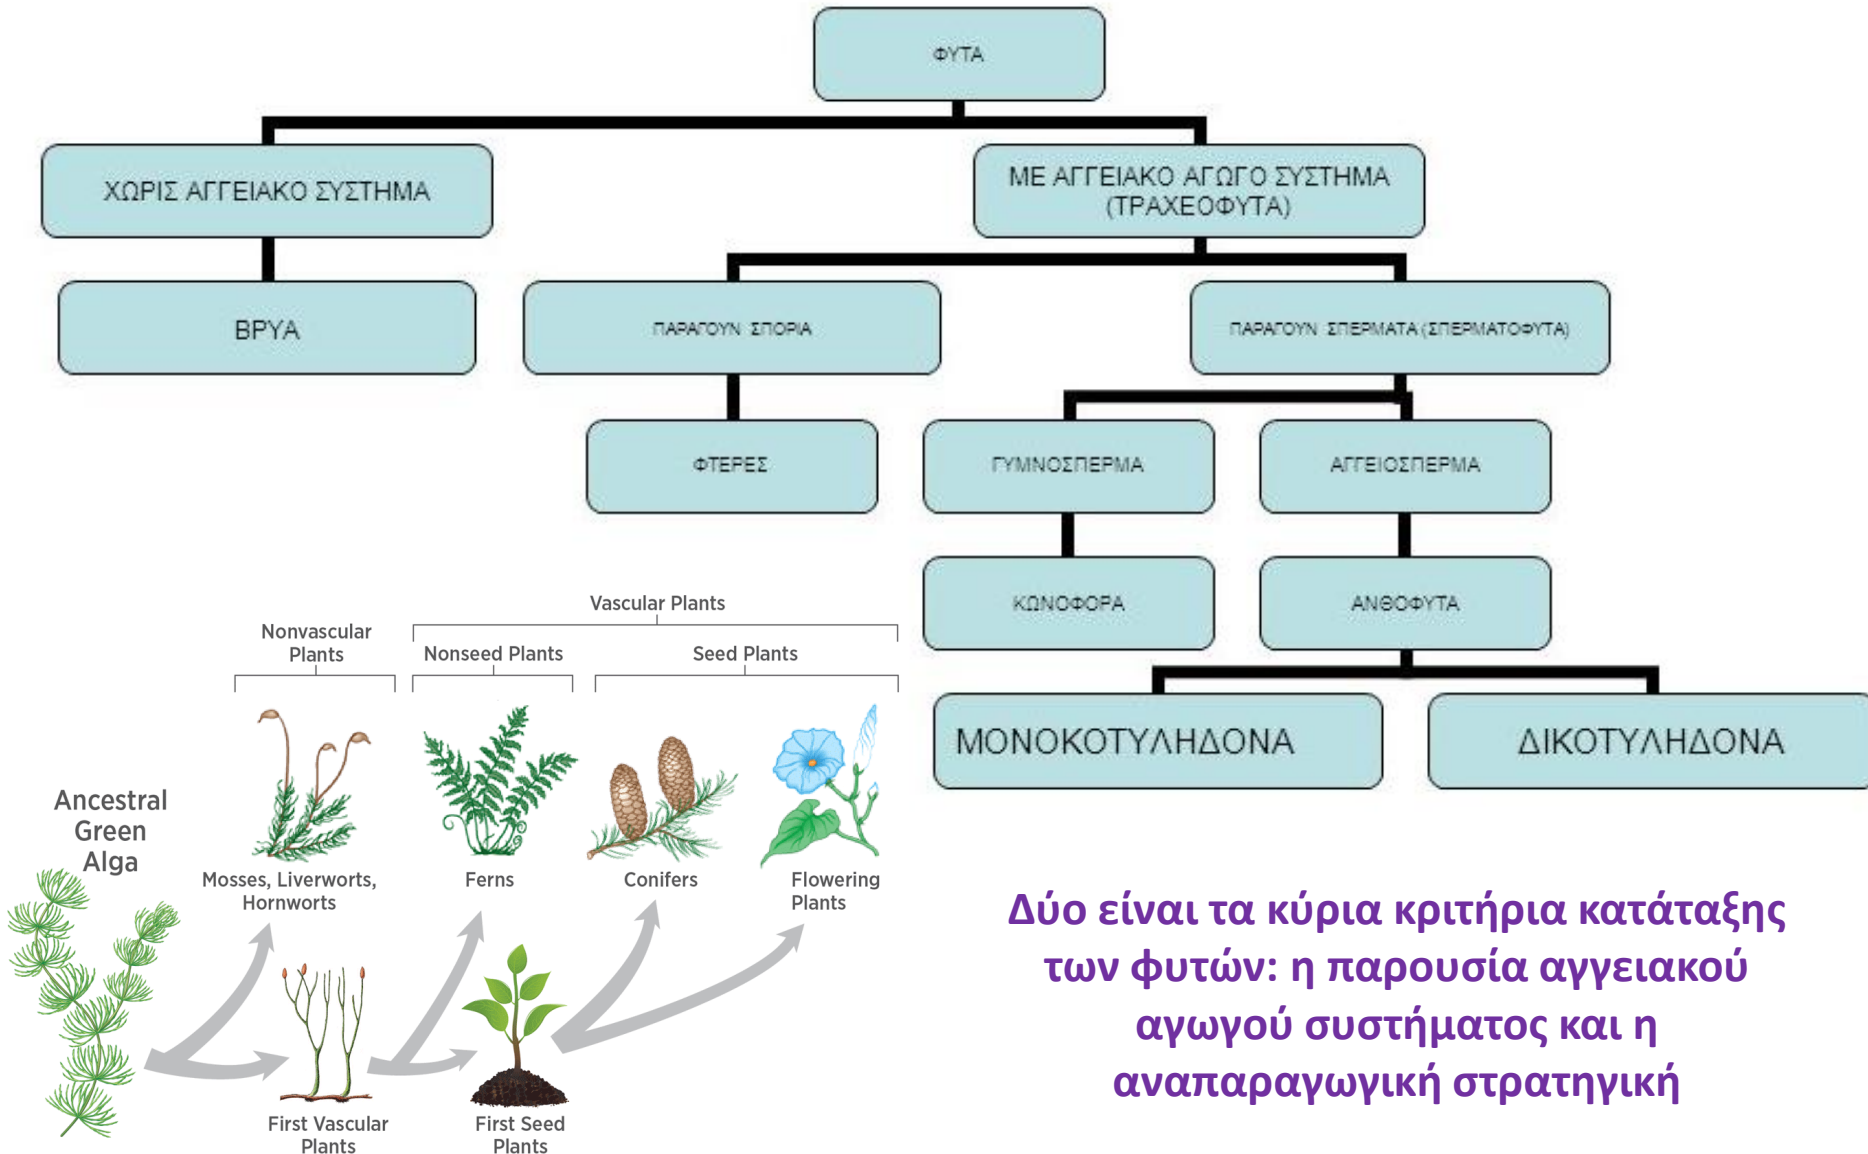 ΦΥΤΑ
ΧΩΡΙΣ ΑΓΓΕΙΑΚΟ ΣΥΣΤΗΜΑ
ΜΕ ΑΓΓΕΙΑΚΟ ΑΓΩΓΟ ΣΥΣΤΗΜΑ
(ΤΡΑΧΕΟΦΥΤΑ)
ΒΡΥΑ
ΠΑΡΑΓΟΥΝ ΣΠΟΡΙΑ
ΠΑΡΑΓΟΥΝ ΣΠΕΡΜΑΤΑ (ΣΠΕΡΜΑΤΟΦΥΤΑ)
ΦΤΕΡΕΣ
ΓΥΜΝΟΣΠΕΡΜΑ
ΑΓΓΕΙΟΣΠΕΡΜΑ
ΚΩΝΟΦΟΡΑ
ΑΝΘΟΦΥΤΑ
ΜΟΝΟΚΟΤΥΛΗΔΟΝΑ
ΔΙΚΟΤΥΛΗΔΟΝΑ
Vascular Plants
Nonvascular
Plants
Nonseed Plants
Seed Plants
Ancestral
Green
Alga
Mosses, Liverworts,
Hornworts
Ferns
Conifers
Flowering
Plants
First Vascular
Plants
First Seed
Plants
Δύο είναι τα κύρια κριτήρια κατάταξης
των φυτών: η παρουσία αγγειακού
αγωγού συστήματος και η
αναπαραγωγική στρατηγική